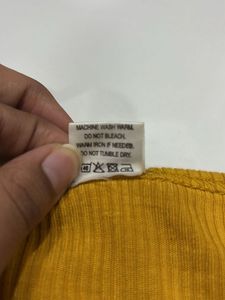 MACHINE WASH WARM.
DO NOT BLEACH.
WARM IRON IF NEEDED.
DO NOT TUMBLE DRY.